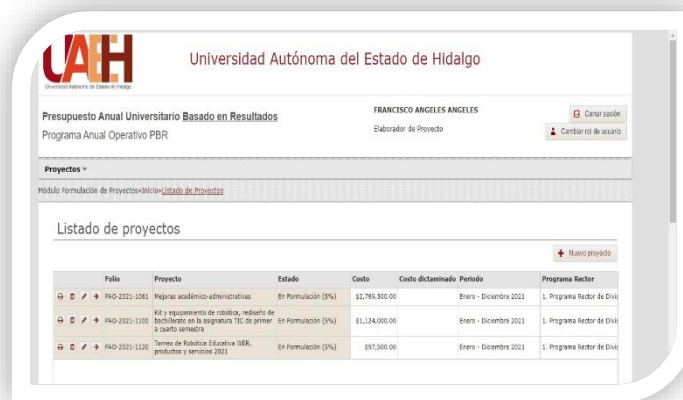 UAEH
Universidad Autónoma del Estado de Hidalgo
Universidad Autónoma del Estado de Hidalgo
Presupuesto Anual Universitario Basado en Resultados
Programa Anual Operativo PBR
FRANCISCO ANGELES ANGELES
Elaborador de Proyecto
Cerrar sesión
Cambiar rol de usuario
Proyectos
Módulo Formulación de Proyectos»Inicio»Listado de Proyectos
Listado de proyectos
Nuevo proyecto
Folio Proyecto Estado Costo Costo dictaminado Periodo Programa Rector
PAO-2021-1061 Mejoras académico-administrativas En Formulación (5%) Enero - Diciembre 2021 1. Programa Rector de Divis
Kit y equipamiento de robótica, rediseño de
PAO-2021-1100 bachillerato en la asignatura TIC de primer En Formulación (5%) $1,124,000.00 Enero - Diciembre 2021 1. Programa Rector de Divis
a cuarto semestre
PAO-2021-1120 Torneo de Robótica Educativa WER, En Formulación (5%) $97,500.00 Enero - Diciembre 2021 1. Programa Rector de Divis
productos y servicios 2021